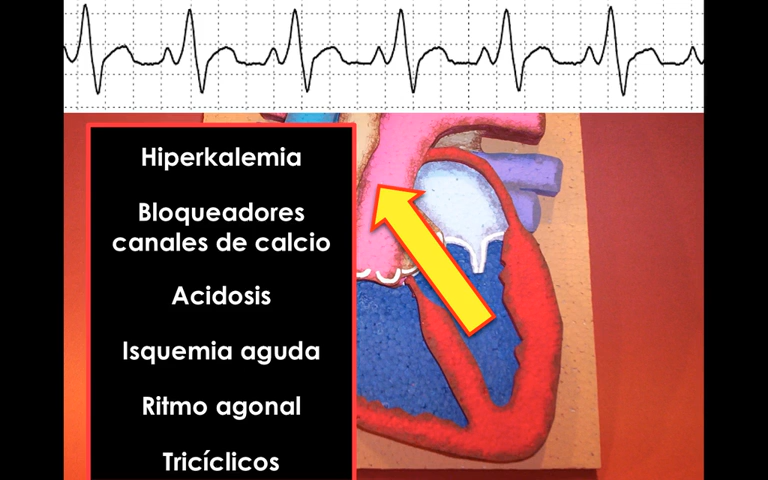 Hiperkalemia
Bloqueadores
canales de calcio
Acidosis
Isquemia aguda
Ritmo agonal
Tricíclicos